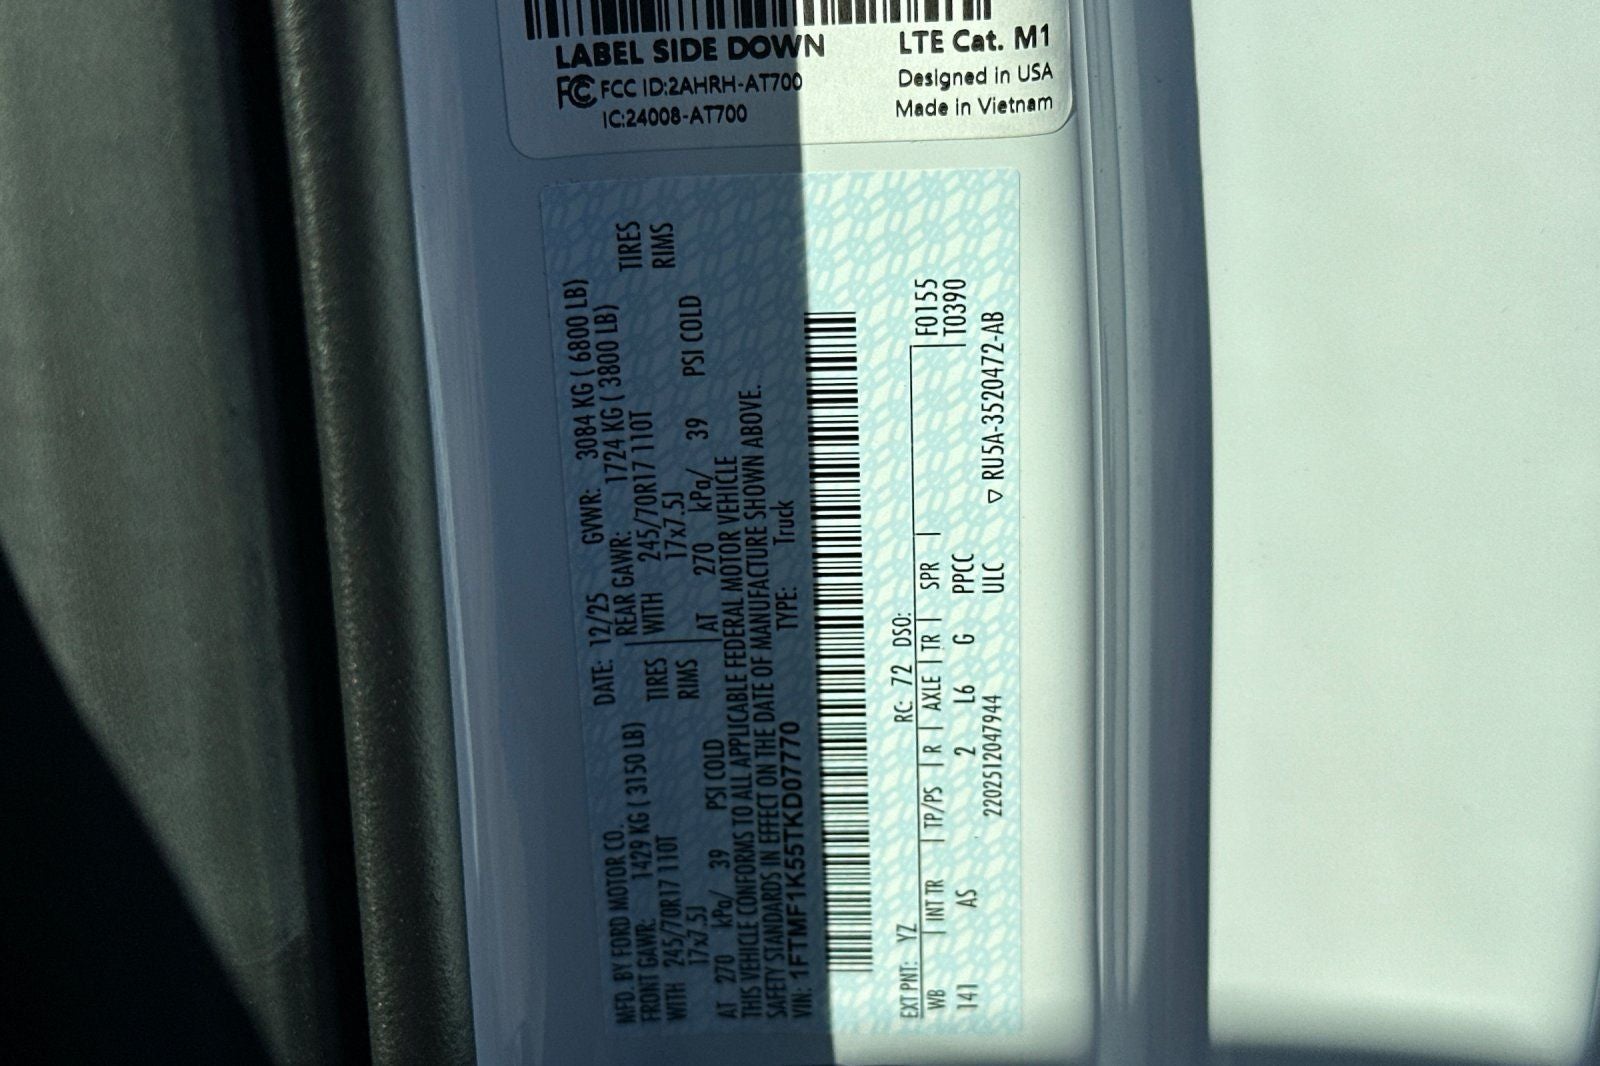 LABEL SIDE DOWN
FCC ID:2AHRH-AT700
IC:24008-AT700
LTE Cat. M1
Designed in USA
Made in Vietnam
MFD. BY FORD MOTOR CO. DATE: 12/25 GVWR: 3084 KG ( 6800 LB)
FRONT GAWR: 1429 KG ( 3150 LB) REAR GAWR: 1724 KG ( 3800 LB)
WITH 245/70R17 110T TIRES WITH 245/70R17 110T TIRES
17x7.5J RIMS 17x7.5J RIMS
AT 270 kPa/ 39 PSI COLD AT 270 kPa/ 39 PSI COLD
THIS VEHICLE CONFORMS TO ALL APPLICABLE FEDERAL MOTOR VEHICLE
SAFETY STANDARDS IN EFFECT ON THE DATE OF MANUFACTURE SHOWN ABOVE.
VIN: 1FTMF1K55TKD07770 TYPE: Truck
EXT PNT: YZ RC: 72 DSO: F0155
WB | INT TR | TP/PS | R | AXLE | TR | SPR | T0390
141 AS 2 L6 G PPCC
2202512047944 ULC ▽ RU5A-3520472-AB